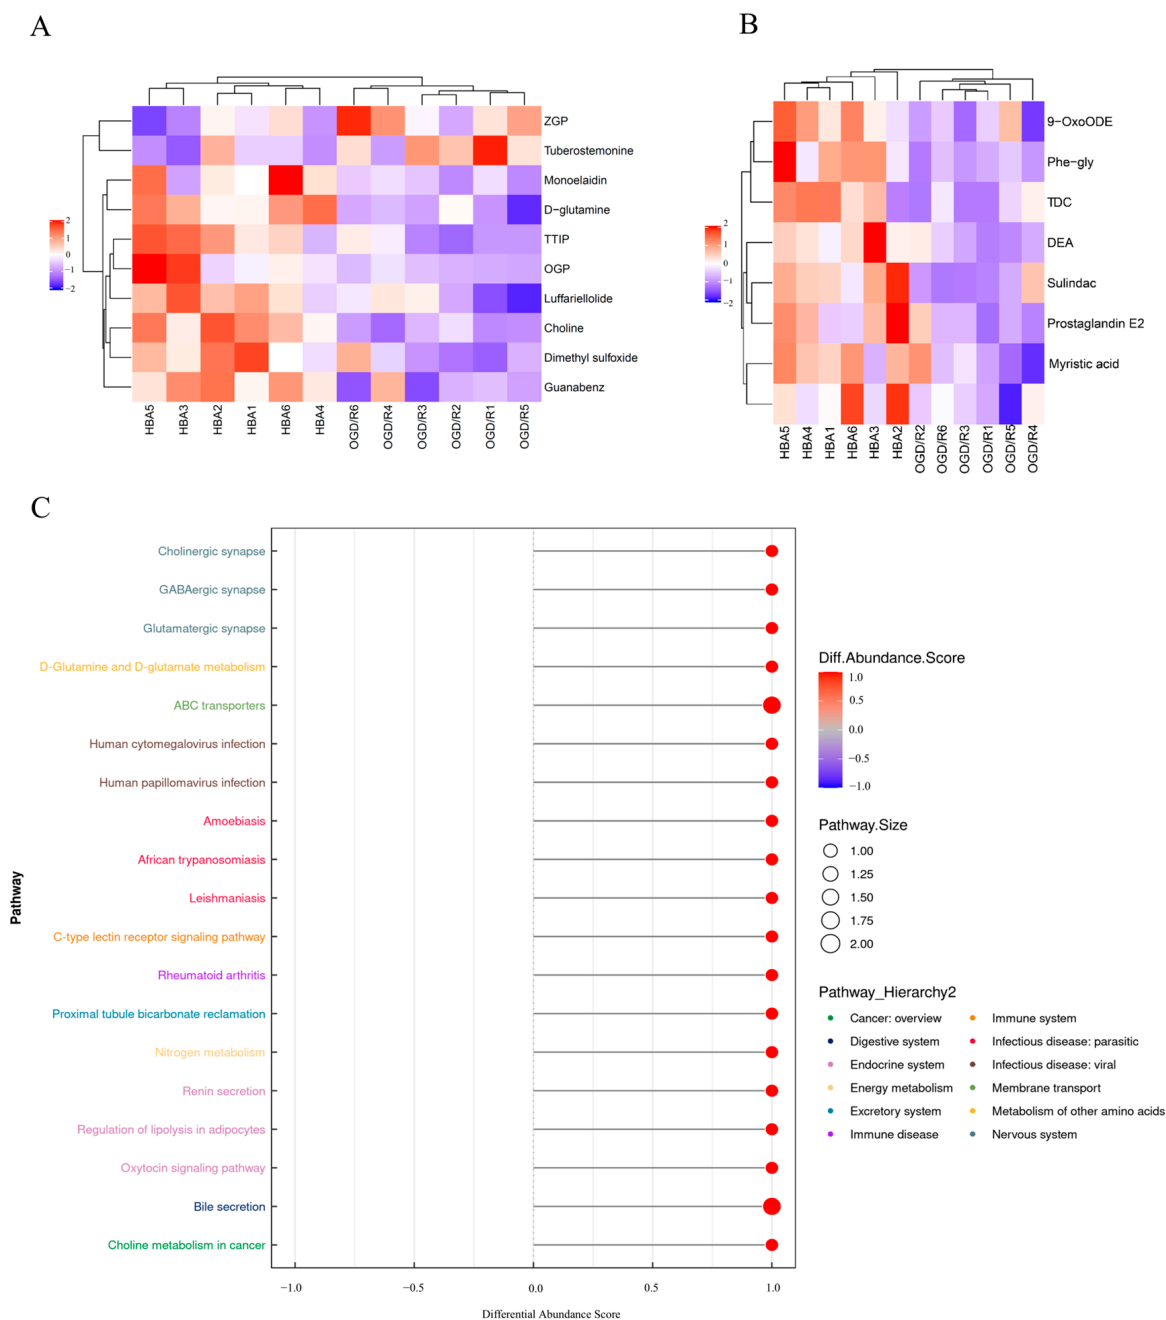 A
B
ZGP
Tuberostemonine
Monoelaidin
D-glutamine
TTIP
OGP
Luffariellolide
Choline
Dimethyl sulfoxide
Guanabenz
2
1
0
−1
−2
HBA5 HBA3 HBA2 HBA1 HBA6 HBA4 OGD/R6 OGD/R4 OGD/R3 OGD/R2 OGD/R1 OGD/R5
9-OxoODE
Phe-gly
TDC
DEA
Sulindac
Prostaglandin E2
Myristic acid
2
1
0
−1
−2
HBA5 HBA4 HBA1 HBA6 HBA3 HBA2 OGD/R2 OGD/R6 OGD/R3 OGD/R1 OGD/R5 OGD/R4
C
Pathway
Cholinergic synapse
GABAergic synapse
Glutamatergic synapse
D-Glutamine and D-glutamate metabolism
ABC transporters
Human cytomegalovirus infection
Human papillomavirus infection
Amoebiasis
African trypanosomiasis
Leishmaniasis
C-type lectin receptor signaling pathway
Rheumatoid arthritis
Proximal tubule bicarbonate reclamation
Nitrogen metabolism
Renin secretion
Regulation of lipolysis in adipocytes
Oxytocin signaling pathway
Bile secretion
Choline metabolism in cancer
−1.0 −0.5 0.0 0.5 1.0
Differential Abundance Score
Diff.Abundance.Score
1.0
0.5
0.0
−0.5
−1.0
Pathway.Size
1.00
1.25
1.50
1.75
2.00
Pathway_Hierarchy2
Cancer: overview
Digestive system
Endocrine system
Energy metabolism
Excretory system
Immune disease
Immune system
Infectious disease: parasitic
Infectious disease: viral
Membrane transport
Metabolism of other amino acids
Nervous system